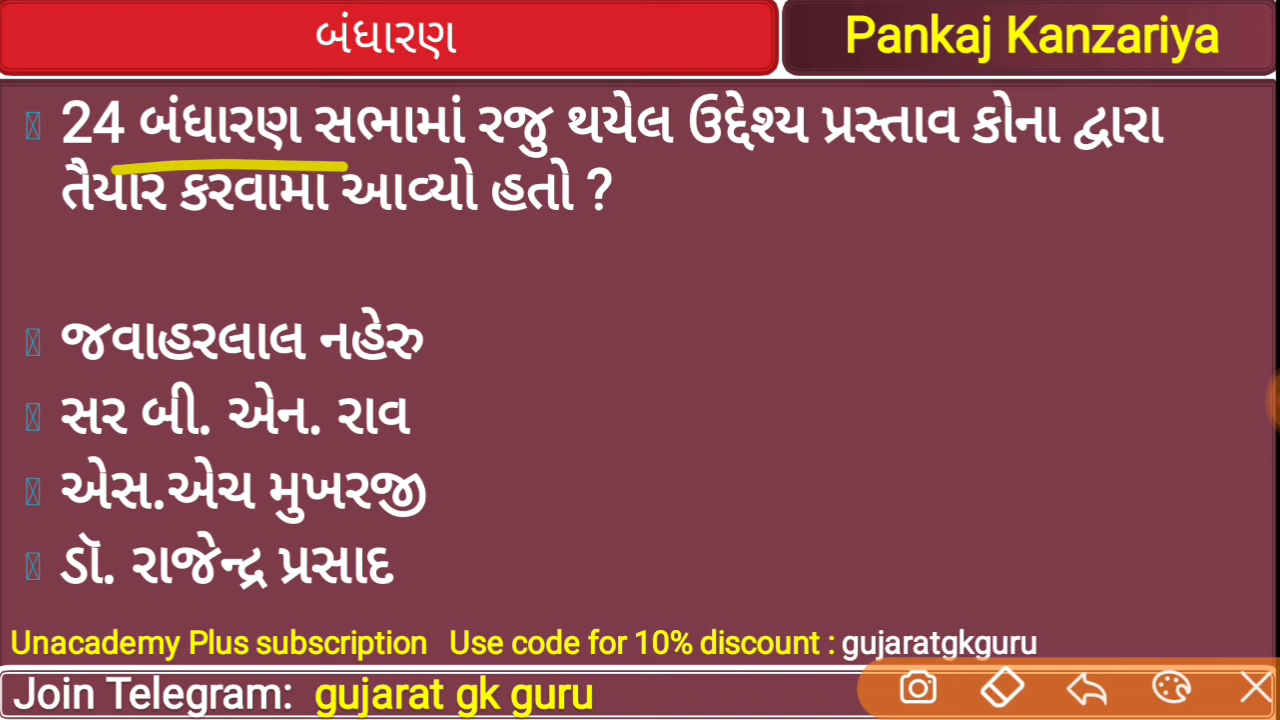 બંધારણ
Pankaj Kanzariya
24 બંધારણ સભામાં રજુ થયેલ ઉદ્દેશ્ય પ્રસ્તાવ કોના દ્વારા
તૈયાર કરવામાં આવ્યો હતો ?
જવાહરલાલ નહેરુ
સર બી. એન. રાવ
એસ.એચ મુખરજી
ડૉ. રાજેન્દ્ર પ્રસાદ
Unacademy Plus subscription Use code for 10% discount : gujaratgkguru
Join Telegram: gujarat gk guru